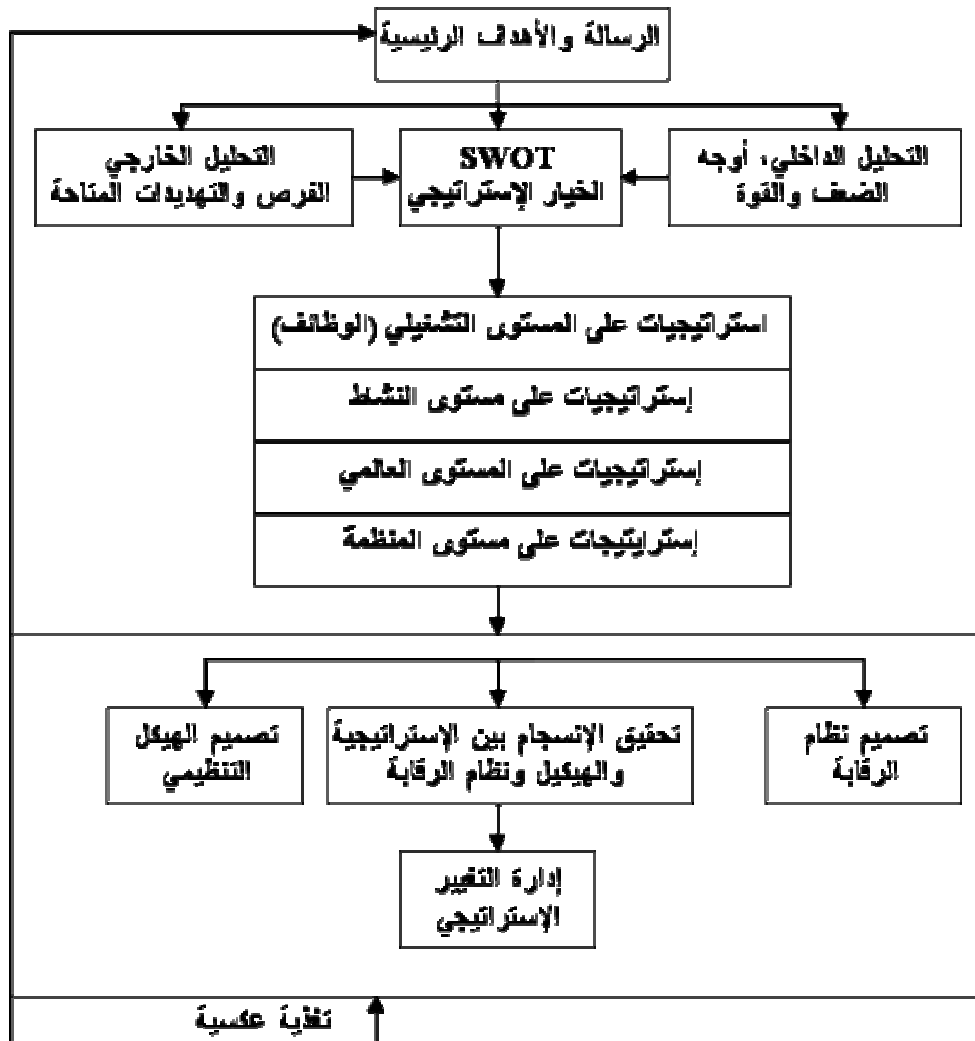 الرسالة والأهداف الرئيسية
التحليل الداخلي، أوجه
الضعف والقوة
SWOT
الخيار الإستراتيجي
التحليل الخارجي
الفرص والتهديدات المتاحة
استراتيجيات على المستوى التشغيلي (الوظائف)
إستراتيجيات على مستوى النشاط
إستراتيجيات على المستوى العالمي
إسترايتيجات على مستوى المنظمة
تصميم نظام
الرقابة
تحقيق الإنسجام بين الإستراتيجية
والهيكيل ونظام الرقابة
تصميم الهيكل
التنظيمي
إدارة التغيير
الإستراتيجي
تغذية عكسية